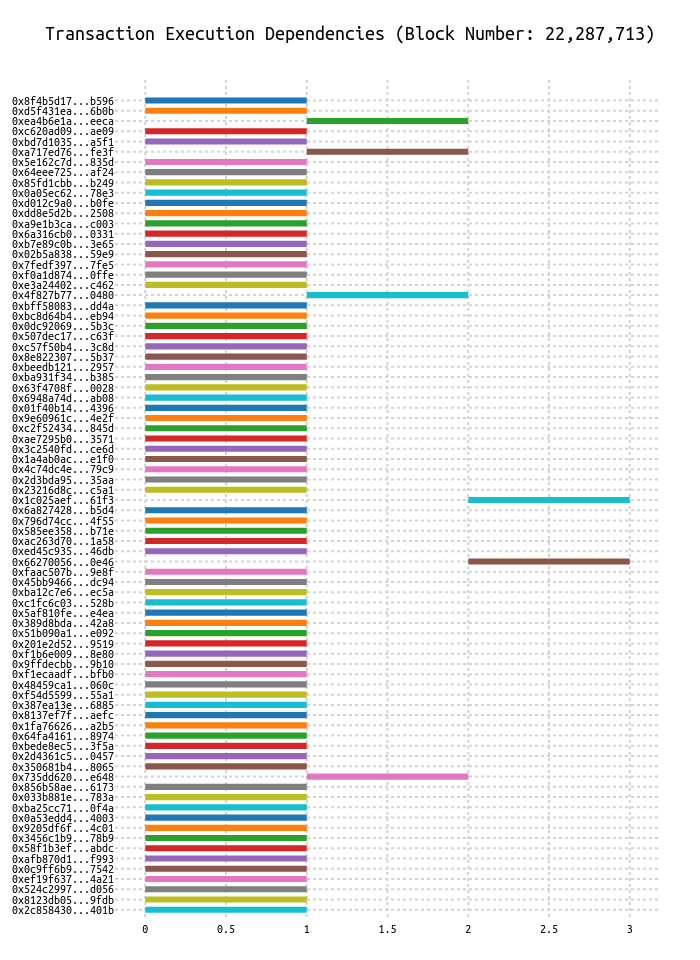 Transaction Execution Dependencies (Block Number: 22,287,713)
0x8f4b5d17...b596
0xd5f431ea...6b0b
0xea4b6e1a...eeca
0xc620ad09...ae09
0xbd7d1035...a5f1
0xa717ed76...fe3f
0x5e162c7d...835d
0x64eee725...af24
0x85fd1cbb...b249
0x0a05ec62...78e3
0xd012c9a0...b0fe
0xdd8e5d2b...2508
0xa9e1b3ca...c003
0x6a316cb0...0331
0xb7e89c0b...3e65
0x02b5a838...59e9
0x7fedf397...7fe5
0xf0a1d874...0ffe
0xe3a24402...c462
0x4f827b77...0480
0xbff58083...dd4a
0xbc8d64b4...eb94
0x0dc92069...5b3c
0x507dec17...c63f
0xc57f50b4...3c8d
0x8e822307...5b37
0xbeedb121...2957
0xba931f34...b385
0x63f4708f...0028
0x6948a74d...ab08
0x01f40b14...4396
0x9e60961c...4e2f
0xc2f52434...845d
0xae7295b0...3571
0x3c2540fd...ce6d
0x1a4ab0ac...e1f0
0x4c74dc4e...79c9
0x2d3bda95...35aa
0x23216d8c...c5a1
0x1c025aef...61f3
0x6a827428...b5d4
0x796d74cc...4f55
0x585ee358...b71e
0xac263d70...1a58
0xed45c935...46db
0x66270056...0e46
0xfaac507b...9e8f
0x45bb9466...dc94
0xba12c7e6...ec5a
0xc1fc6c03...528b
0x5af810fe...e4ea
0x389d8bda...42a8
0x51b090a1...e092
0x201e2d52...9519
0xf1b6e009...8e80
0x9ffdecbb...9b10
0xf1ecaadf...bfb0
0x48459ca1...060c
0xf54d5599...55a1
0x387ea13e...6885
0x8137ef7f...aefc
0x1fa76626...a2b5
0x64fa4161...8974
0xbede8ec5...3f5a
0x2d4361c5...0457
0x350681b4...8065
0x735dd620...e648
0x856b58ae...6173
0x033b881e...783a
0xba25cc71...0f4a
0x0a53edd4...4003
0x9205df6f...4c01
0x3456c1b9...78b9
0x58f1b3ef...abdc
0xafb870d1...f993
0x0c9ff6b9...7542
0xef19f637...4a21
0x524c2997...d056
0x8123db05...9fdb
0x2c858430...401b
0 0.5 1 1.5 2 2.5 3